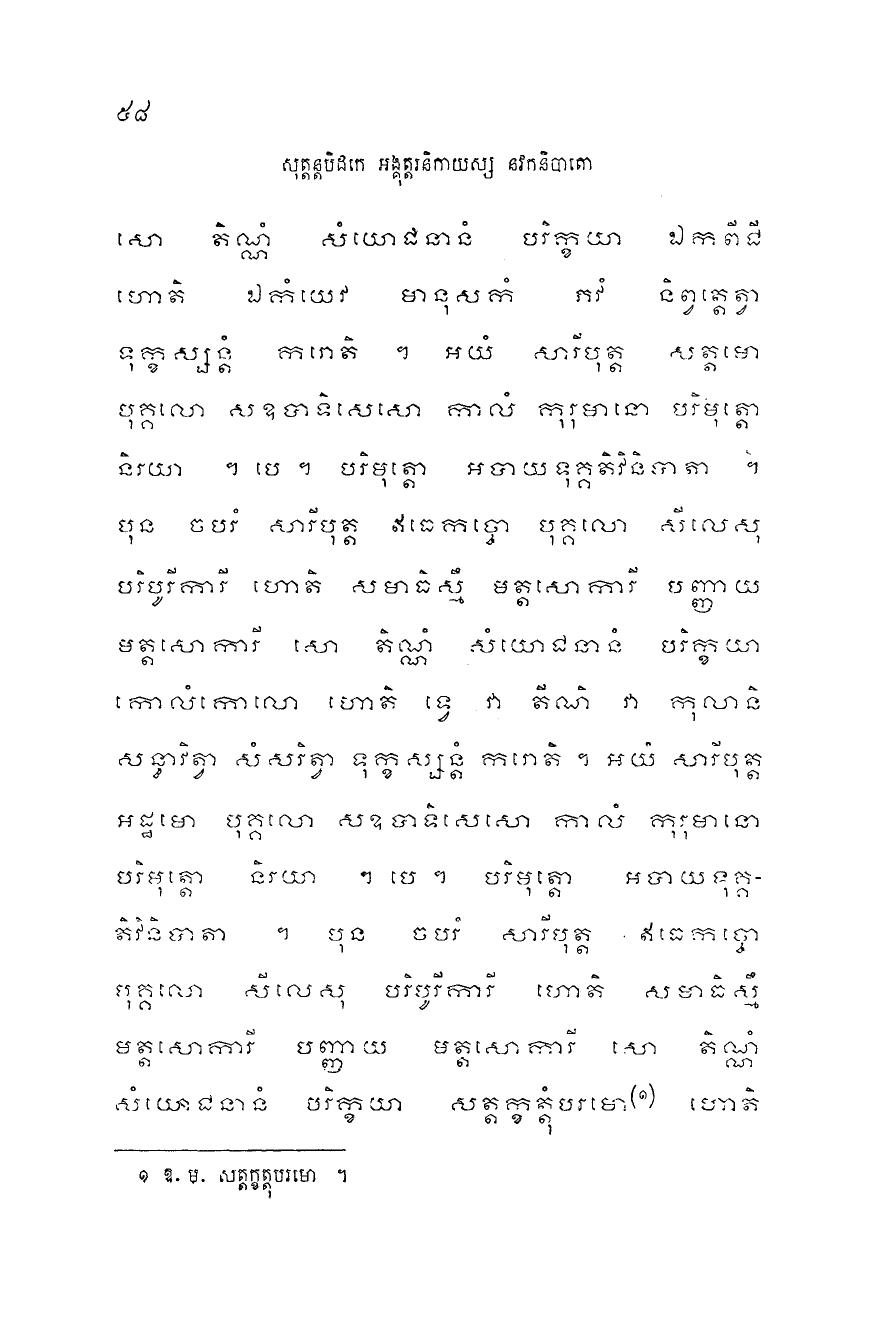 ៥៨
សុត្តន្តបិដកេ អង្គុត្តរនិកាយស្ស នវកនិបាតោ
សោ តិណ្ណំ សំយោជនានំ បរិក្ខយា ឯកពីជី
ហោតិ ឯកំយេវ មានុសកំ ភវំ និព្វត្តេត្វា
ទុក្ខស្សន្តំ ករោតិ ។ អយំ សារីបុត្ត សត្តមោ
បុគ្គលោ សឧបាទិសេសោ កាលំ កុរុមានោ បរិមុត្តោ
និរយា ។ បេ ។ បរិមុត្តោ អបាយទុគ្គតិវិនិបាតា ។
បុន ចបរំ សារីបុត្ត ឥធេកច្ចោ បុគ្គលោ សីលេសុ
បរិបូរីការី ហោតិ សមាធិស្មឹ មត្តសោការី បញ្ញាយ
មត្តសោការី សោ តិណ្ណំ សំយោជនានំ បរិក្ខយា
កោលំកោលោ ហោតិ ទ្វេ វា តីណិ វា កុលានិ
សន្ធាវិត្វា សំសរិត្វា ទុក្ខស្សន្តំ ករោតិ ។ អយំ សារីបុត្ត
អដ្ឋមោ បុគ្គលោ សឧបាទិសេសោ កាលំ កុរុមានោ
បរិមុត្តោ និរយា ។ បេ ។ បរិមុត្តោ អបាយទុគ្គ-
តិវិនិបាតា ។ បុន ចបរំ សារីបុត្ត ឥធេកច្ចោ
បុគ្គលោ សីលេសុ បរិបូរីការី ហោតិ សមាធិស្មឹ
មត្តសោការី បញ្ញាយ មត្តសោការី សោ តិណ្ណំ
សំយោជនានំ បរិក្ខយា សត្តក្ខត្តុំបរមោ(១) ហោតិ
១ ឱ. ម. សត្តក្ខត្តុបរមោ ។